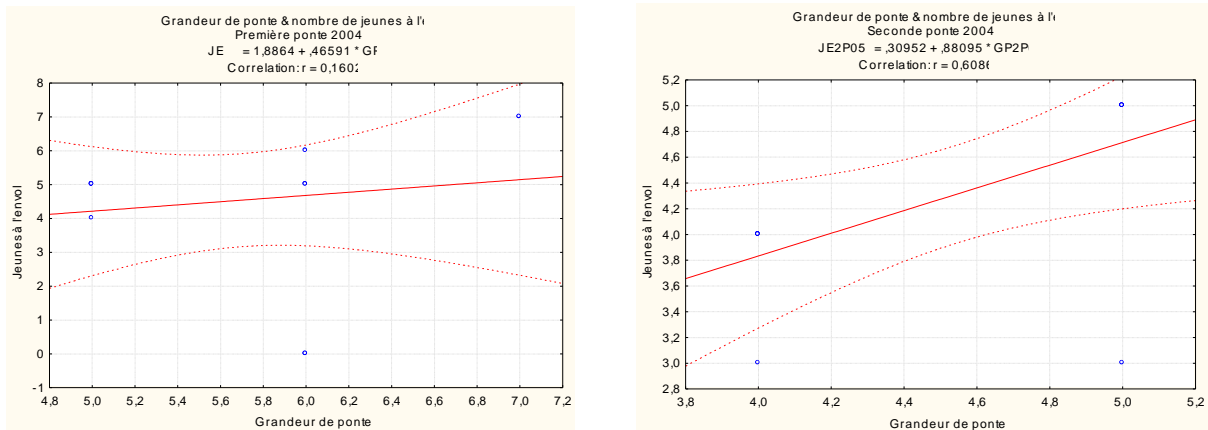 Grandeur de ponte & nombre de jeunes à l'e
Première ponte 2004
JE = 1,8864 + ,46591 * GF
Correlation: r = 0,1602
Jeunes à l'envol
8
7
6
5
4
3
2
1
0
-1
4,8 5,0 5,2 5,4 5,6 5,8 6,0 6,2 6,4 6,6 6,8 7,0 7,2
Grandeur de ponte
Grandeur de ponte & nombre de jeunes à l'e
Seconde ponte 2004
JE2P05 = ,30952 + ,88095 * GP2P
Correlation: r = 0,6086
Jeunes à l'envol
5,2
5,0
4,8
4,6
4,4
4,2
4,0
3,8
3,6
3,4
3,2
3,0
2,8
3,8 4,0 4,2 4,4 4,6 4,8 5,0 5,2
Grandeur de ponte